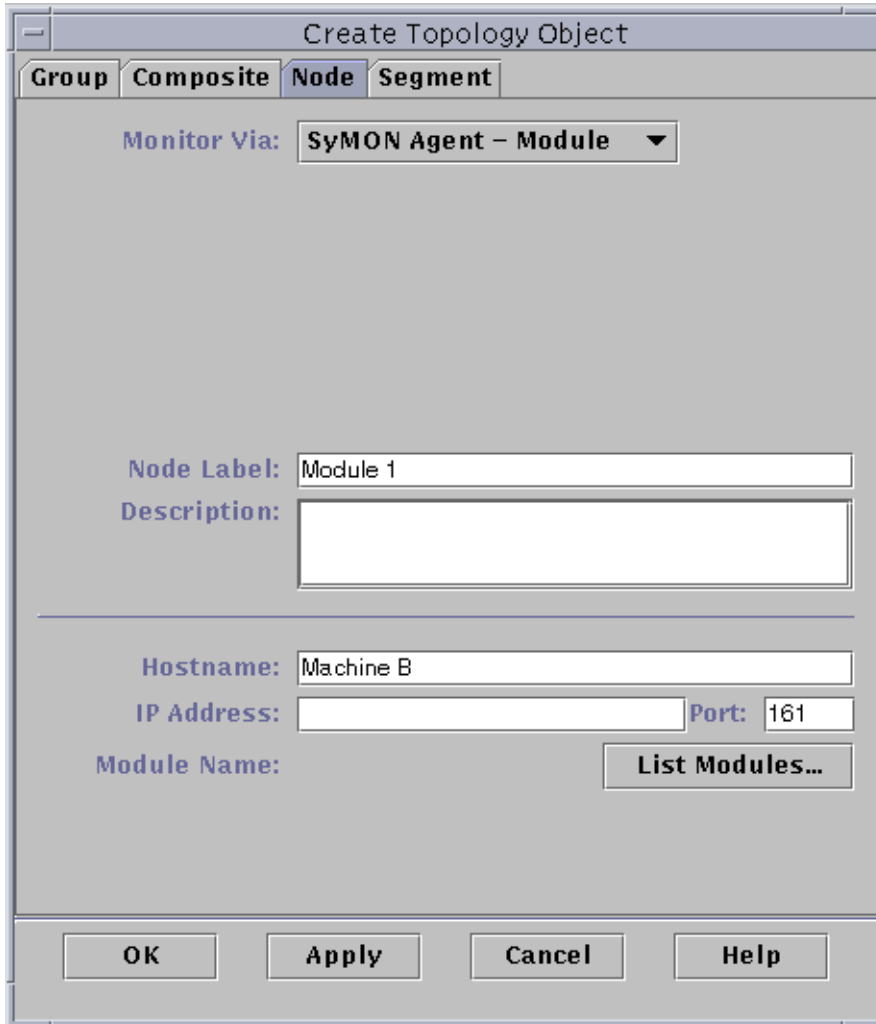 Create Topology Object
Group Composite Node Segment
Monitor Via: SyMON Agent – Module
Node Label: Module 1
Description:
Hostname: Machine B
IP Address: Port: 161
Module Name: List Modules...
OK Apply Cancel Help